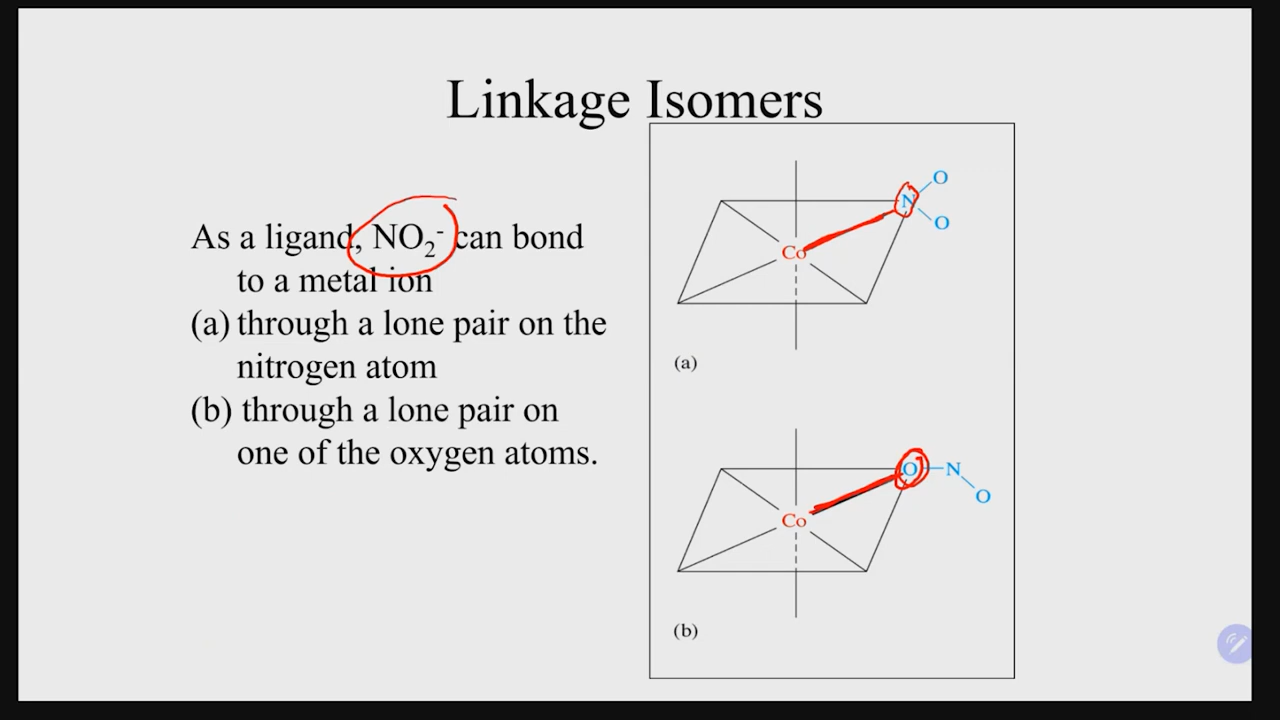 Linkage Isomers
As a ligand, NO₂⁻ can bond
to a metal ion
(a) through a lone pair on the
nitrogen atom
(b) through a lone pair on
one of the oxygen atoms.
O
N
O
Co
(a)
O N
O
Co
(b)